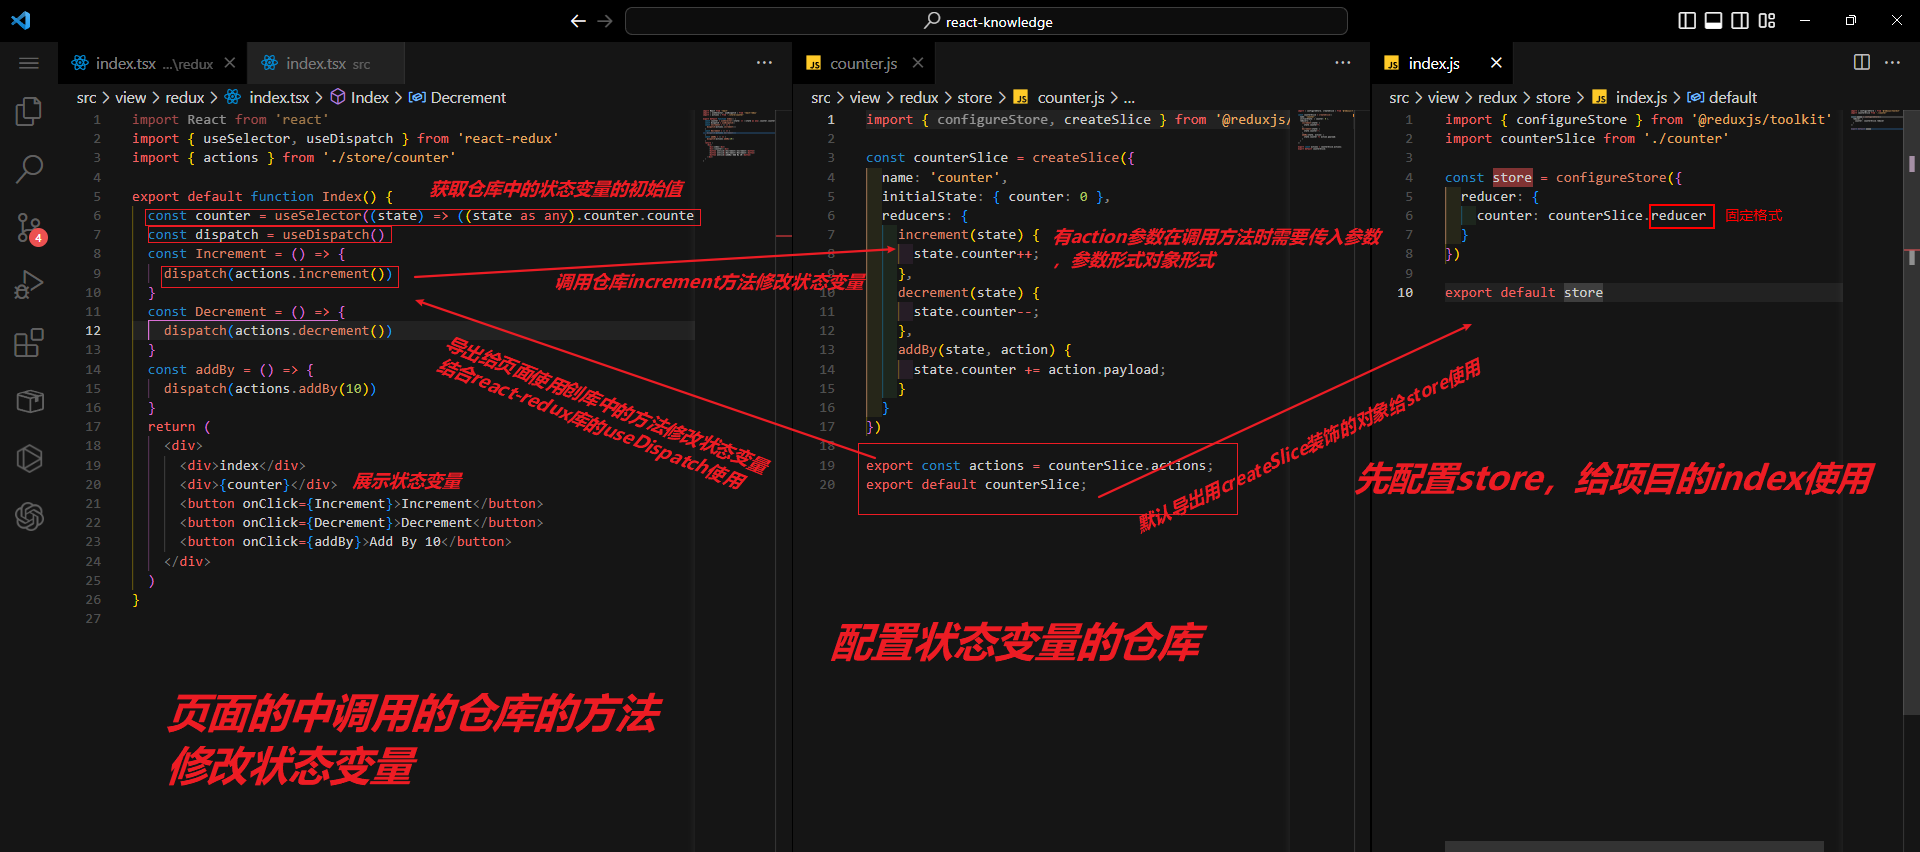 react-knowledge
index.tsx ...\redux
index.tsx src
src > view > redux > index.tsx > Index > Decrement
1 import React from 'react'
2 import { useSelector, useDispatch } from 'react-redux'
3 import { actions } from './store/counter'
4
5 export default function Index() {
获取仓库中的状态变量的初始值
6 const counter = useSelector((state) => ((state as any).counter.counte
7 const dispatch = useDispatch()
8 const Increment = () => {
9 dispatch(actions.increment())
调用仓库increment方法修改状态变量
10 }
11 const Decrement = () => {
12 dispatch(actions.decrement())
13 }
14 const addBy = () => {
15 dispatch(actions.addBy(10))
16 }
导出给页面使用创库中的方法修改状态变量
结合react-redux库的useDispatch使用
17 return (
18 <div>
19 <div>index</div>
20 <div>{counter}</div>
展示状态变量
21 <button onClick={Increment}>Increment</button>
22 <button onClick={Decrement}>Decrement</button>
23 <button onClick={addBy}>Add By 10</button>
24 </div>
25 )
26 }
27
页面的中调用的仓库的方法
修改状态变量
4
counter.js
src > view > redux > store > counter.js > ...
1 import { configureStore, createSlice } from '@reduxjs/
2
3 const counterSlice = createSlice({
4 name: 'counter',
5 initialState: { counter: 0 },
6 reducers: {
7 increment(state) {
有action参数在调用方法时需要传入参数
，参数形式对象形式
8 state.counter++;
9 },
10 decrement(state) {
11 state.counter--;
12 },
13 addBy(state, action) {
14 state.counter += action.payload;
15 }
16 }
17 })
18
19 export const actions = counterSlice.actions;
20 export default counterSlice;
默认导出用createSlice装饰的对象给store使用
配置状态变量的仓库
index.js
src > view > redux > store > index.js > default
1 import { configureStore } from '@reduxjs/toolkit'
2 import counterSlice from './counter'
3
4 const store = configureStore({
5 reducer: {
6 counter: counterSlice.reducer
固定格式
7 }
8 })
9
10 export default store
先配置store，给项目的index使用